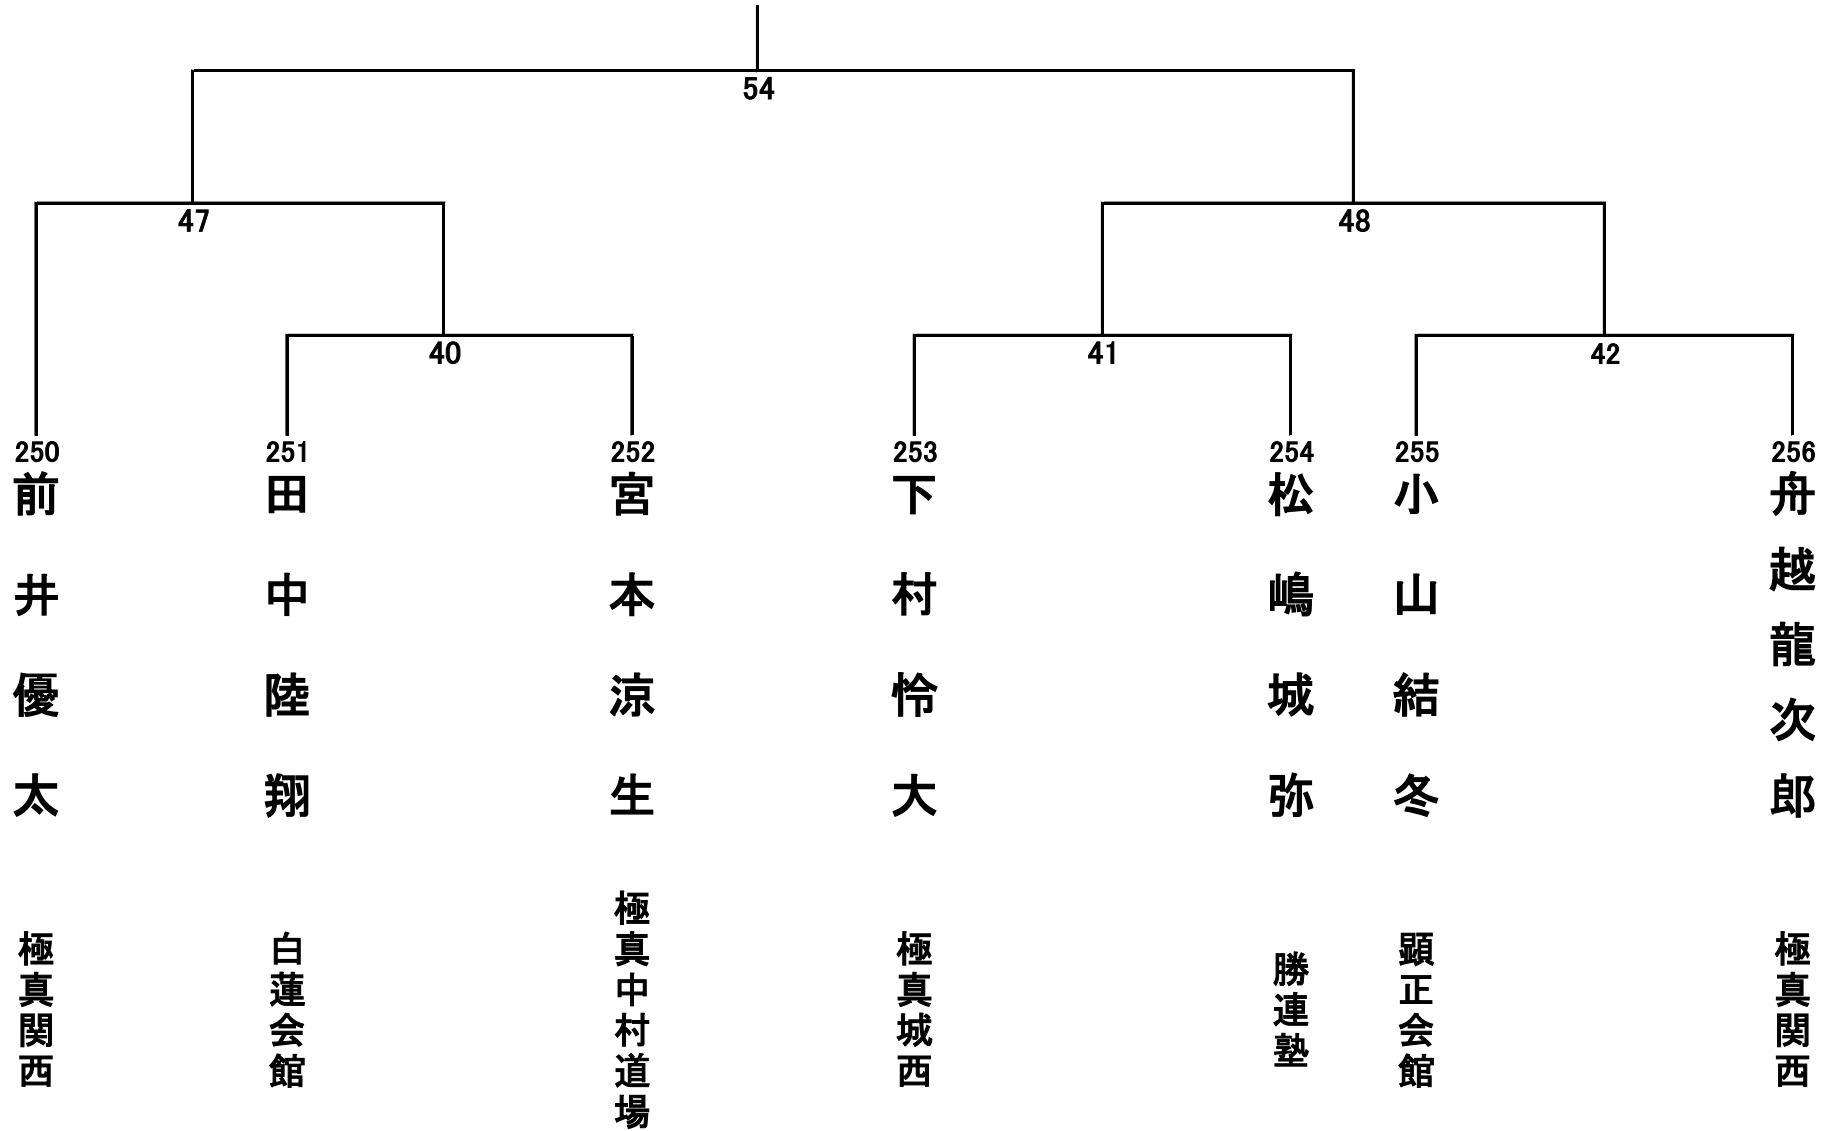 54
47
48
40
41
42
250
前井優太
極真関西
251
田中陸翔
白蓮会館
252
宮本涼生
極真中村道場
253
下村怜大
極真城西
254
松嶋城弥
勝連塾
255
小山結冬
顕正会館
256
舟越龍次郎
極真関西